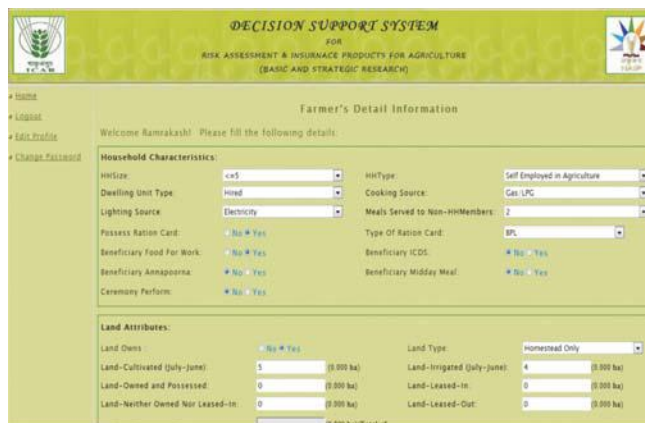 DECISION SUPPORT SYSTEM
FOR
RISK ASSESSMENT & INSURNACE PRODUCTS FOR AGRICULTURE
(BASIC AND STRATEGIC RESEARCH)
ICAR
Home
Logout
Edit Profile
Change Password
Farmer's Detail Information
Welcome Ramrakash! Please fill the following details:
Household Characteristics:
HHSize: <=5 HHType: Self Employed in Agriculture
Dwelling Unit Type: Hired Cooking Source: Gas/LPG
Lighting Source: Electricity Meals Served to Non-HHMembers: 2
Possess Ration Card: No Yes Type Of Ration Card: BPL
Beneficiary Food For Work: No Yes Beneficiary ICDS: No Yes
Beneficiary Annapoorna: No Yes Beneficiary Midday Meal: No Yes
Ceremony Perform: No Yes
Land Attributes:
Land Owns : No Yes Land Type: Homestead Only
Land-Cultivated (July-June): 5 (0.000 ha) Land-Irrigated (July-June): 4 (0.000 ha)
Land-Owned and Possessed: 0 (0.000 ha) Land-Leased-In: 0 (0.000 ha)
Land-Neither Owned Nor Leased-In: 0 (0.000 ha) Land-Leased-Out: 0 (0.000 ha)